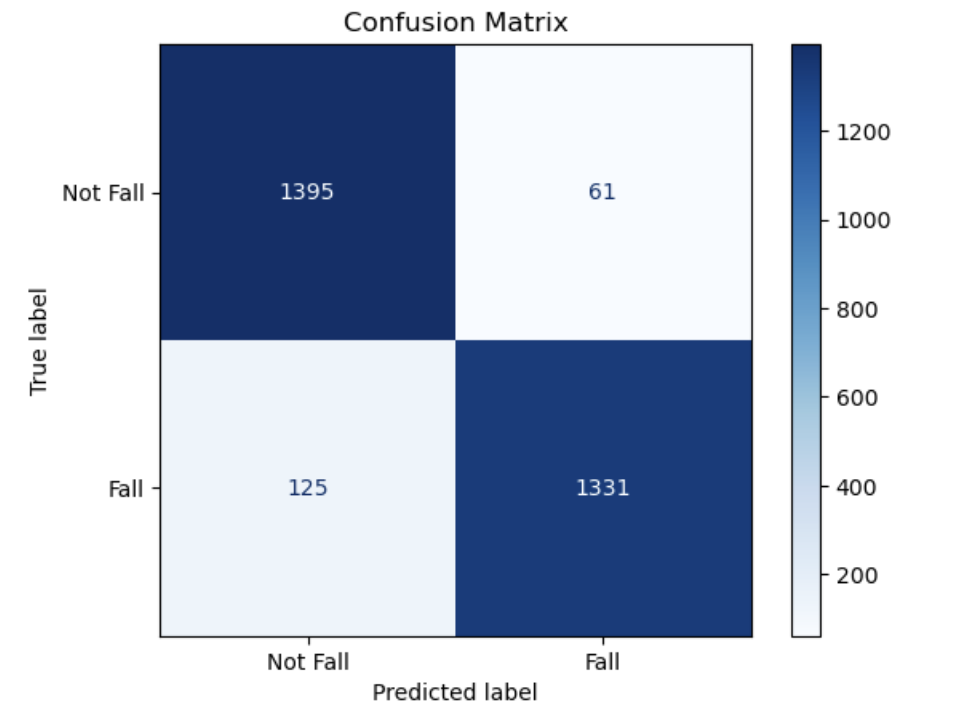 Confusion Matrix
Not Fall
1395
61
Fall
125
1331
True label
Not Fall
Fall
Predicted label
1200
1000
800
600
400
200